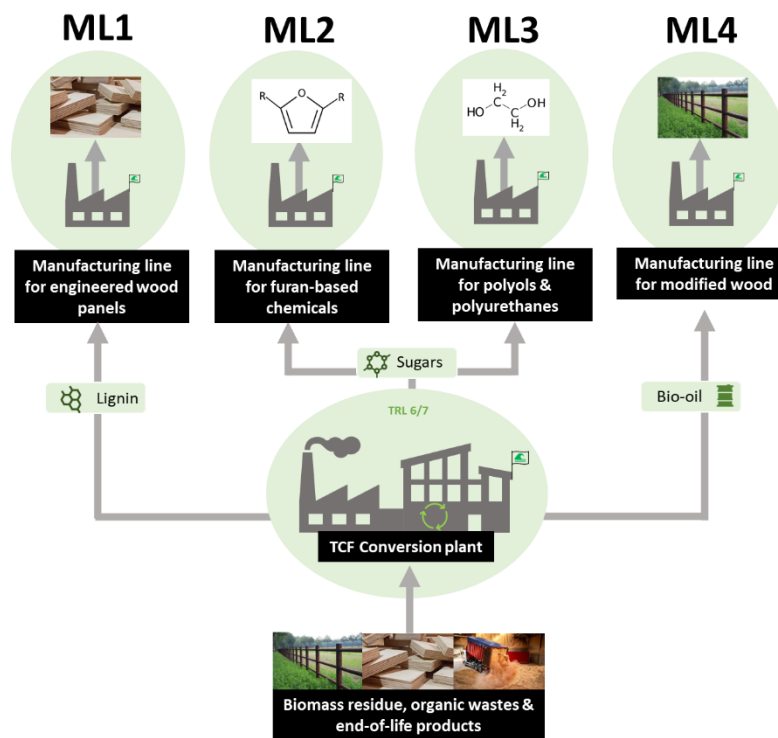 ML1
ML2
ML3
ML4
R
O
R
H₂
C
OH
HO
C
H₂
Manufacturing line
for engineered wood
panels
Manufacturing line
for furan-based
chemicals
Manufacturing line
for polyols &
polyurethanes
Manufacturing line
for modified wood
Lignin
Sugars
Bio-oil
TRL 6/7
TCF Conversion plant
Biomass residue, organic wastes &
end-of-life products